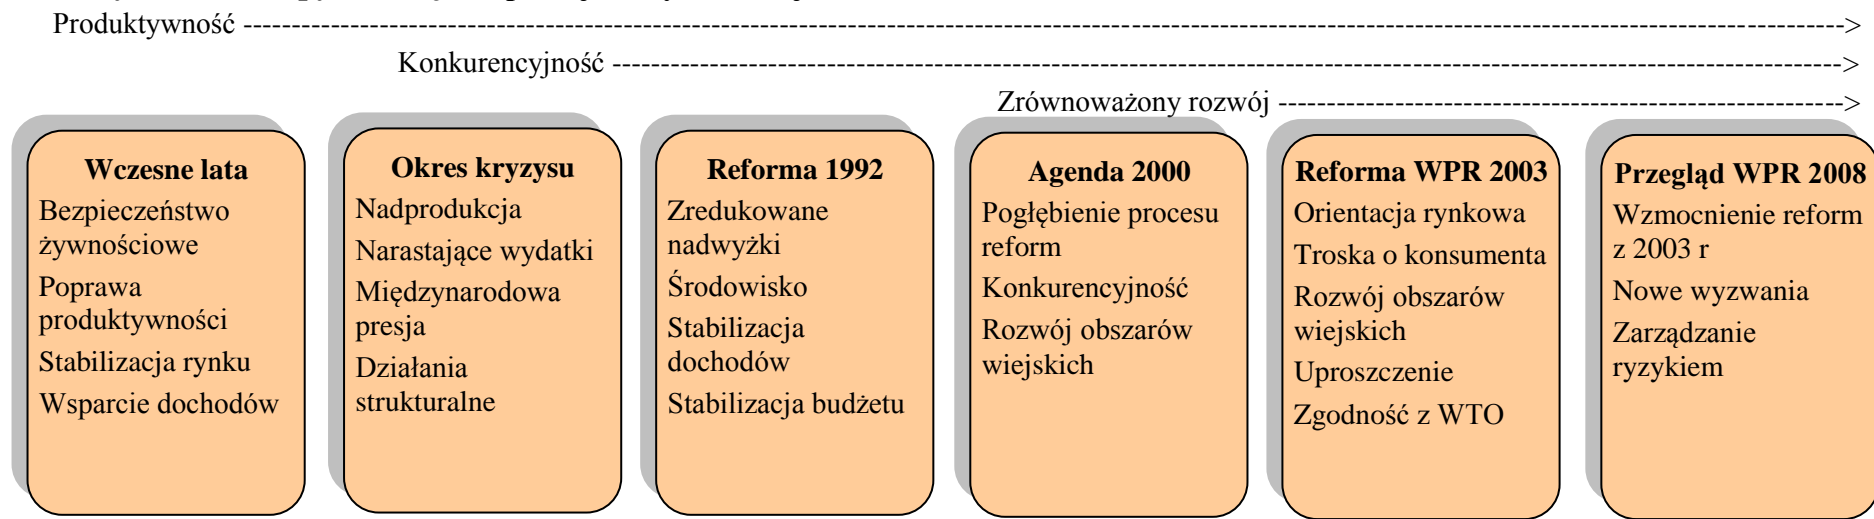 Produktywność ---------------------------------------------------------------------------------------------------------------------------------->
Konkurencyjność ---------------------------------------------------------------------------------------------------->
Zrównoważony rozwój ---------------------------------------------->
Wczesne lata
Bezpieczeństwo
żywnościowe
Poprawa
produktywności
Stabilizacja rynku
Wsparcie dochodów
Okres kryzysu
Nadprodukcja
Narastające wydatki
Międzynarodowa
presja
Działania
strukturalne
Reforma 1992
Zredukowane
nadwyżki
Środowisko
Stabilizacja
dochodów
Stabilizacja budżetu
Agenda 2000
Pogłębienie procesu
reform
Konkurencyjność
Rozwój obszarów
wiejskich
Reforma WPR 2003
Orientacja rynkowa
Troska o konsumenta
Rozwój obszarów
wiejskich
Uproszczenie
Zgodność z WTO
Przegląd WPR 2008
Wzmocnienie reform
z 2003 r
Nowe wyzwania
Zarządzanie
ryzykiem